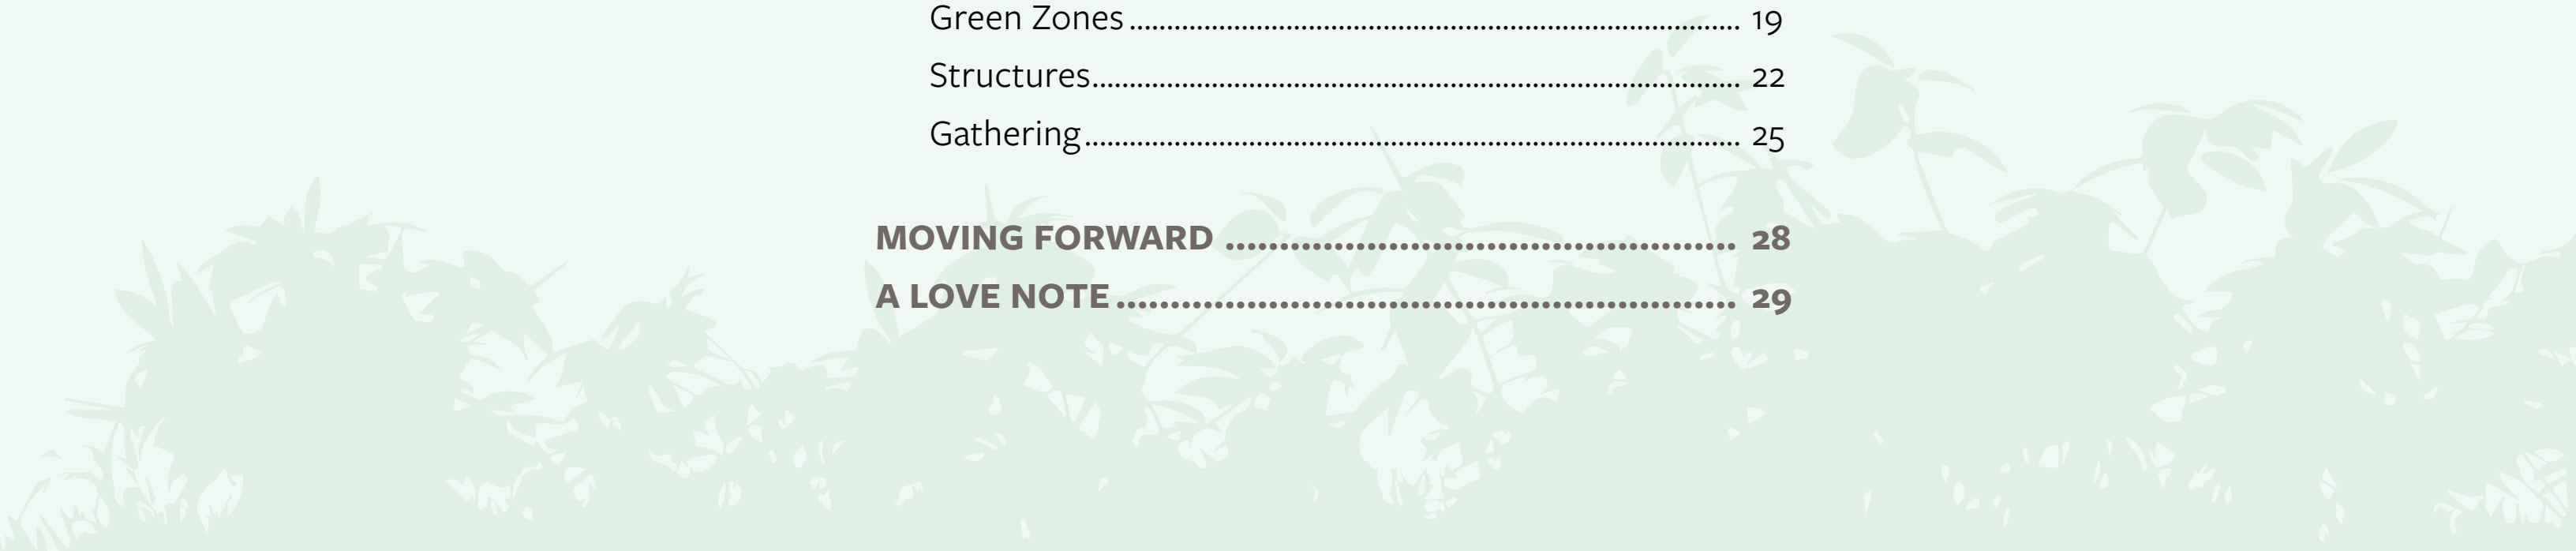 Green Zones ........................................................................................ 19
Structures........................................................................................ 22
Gathering........................................................................................ 25
MOVING FORWARD ................................................ 28
A LOVE NOTE.......................................................... 29